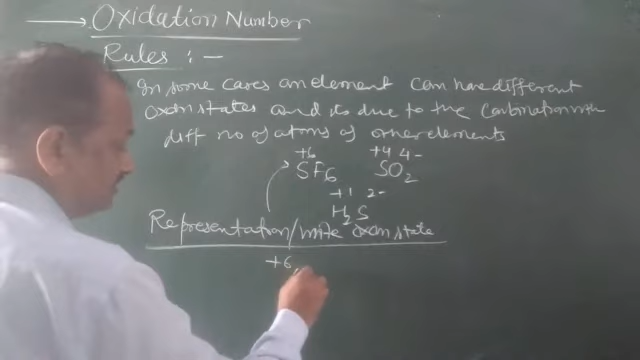 → Oxidation Number
Rules :-
In some cases an element can have different
oxdn states and its due to the Combination with
diff no of atoms of other elements
+6 +4 4-
SF6 SO2
+1 2-
H2S
Representation/write oxdn state
+6,